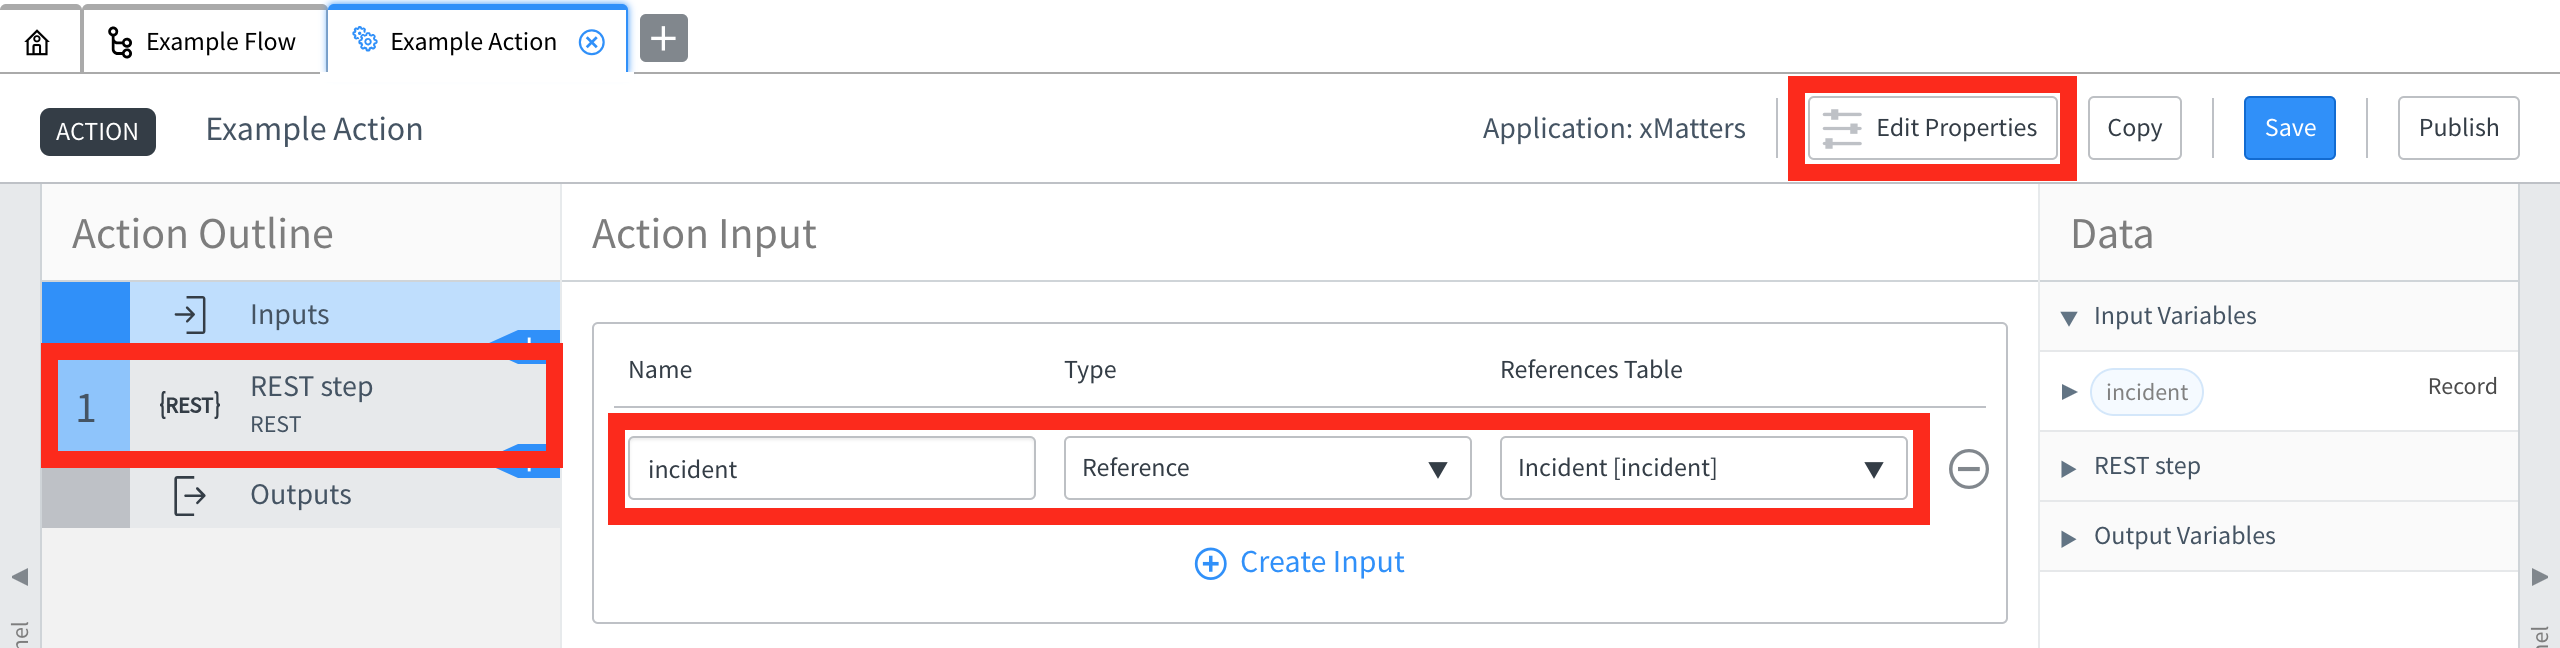 Example Flow
Example Action
ACTION
Example Action
Application: xMatters
Edit Properties
Copy
Save
Publish
Action Outline
Inputs
1
{REST}
REST step
REST
Outputs
Action Input
Name
Type
References Table
incident
Reference
Incident [incident]
Create Input
Data
Input Variables
incident
Record
REST step
Output Variables